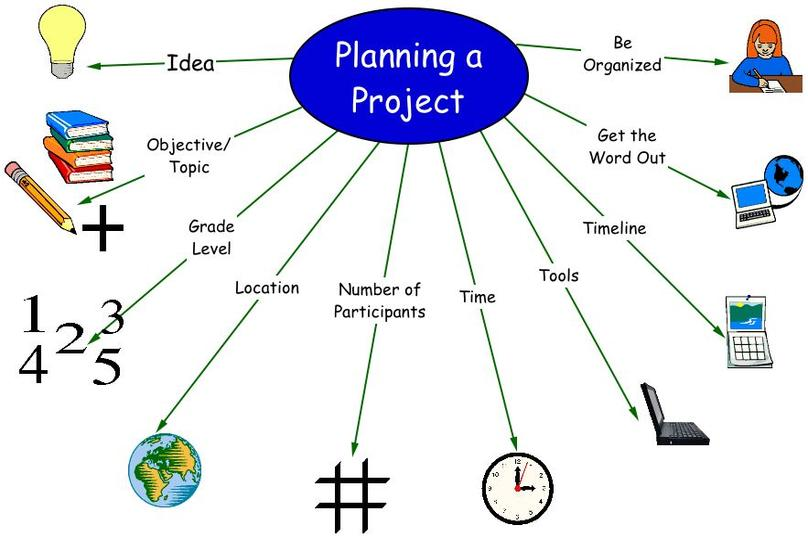 Planning a
Project
Idea
Objective/
Topic
Grade
Level
Location
Number of
Participants
Time
Tools
Timeline
Get the
Word Out
Be
Organized
+
1 2 3
4 5
#
12